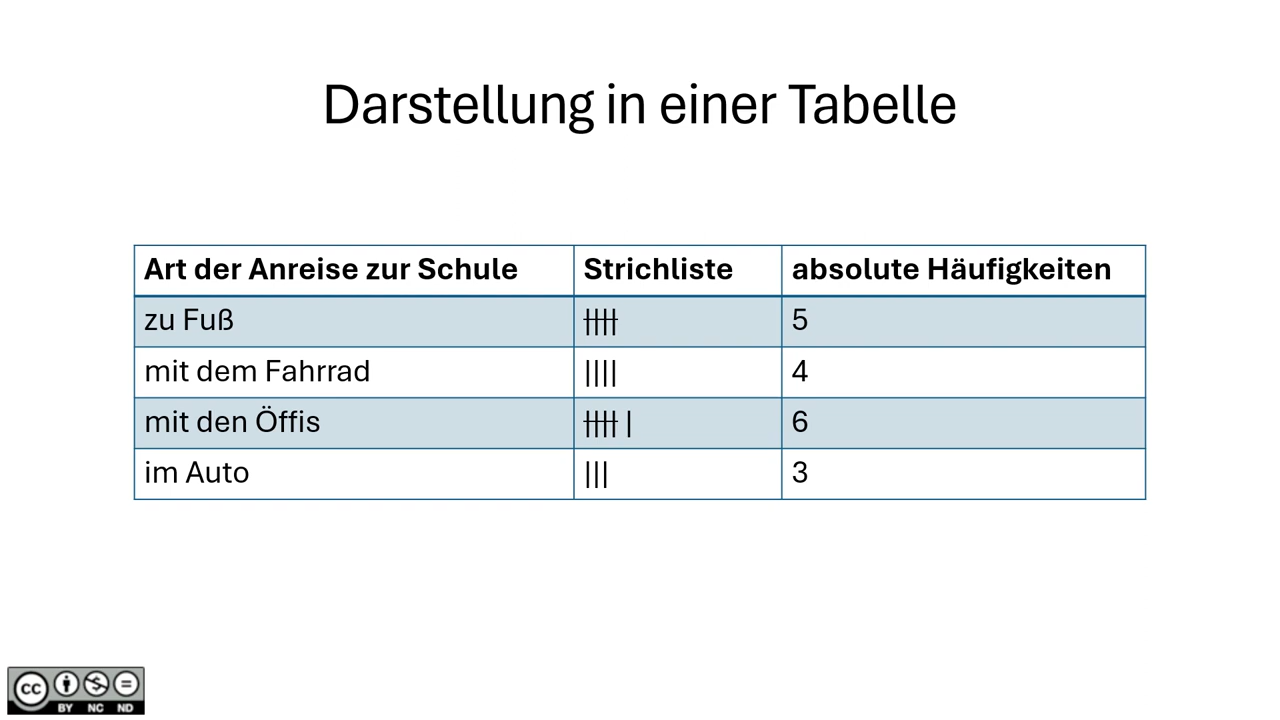 Darstellung in einer Tabelle
Art der Anreise zur Schule Strichliste absolute Häufigkeiten
zu Fuß 5
mit dem Fahrrad |||| 4
mit den Öffis | 6
im Auto ||| 3
cc
BY NC ND